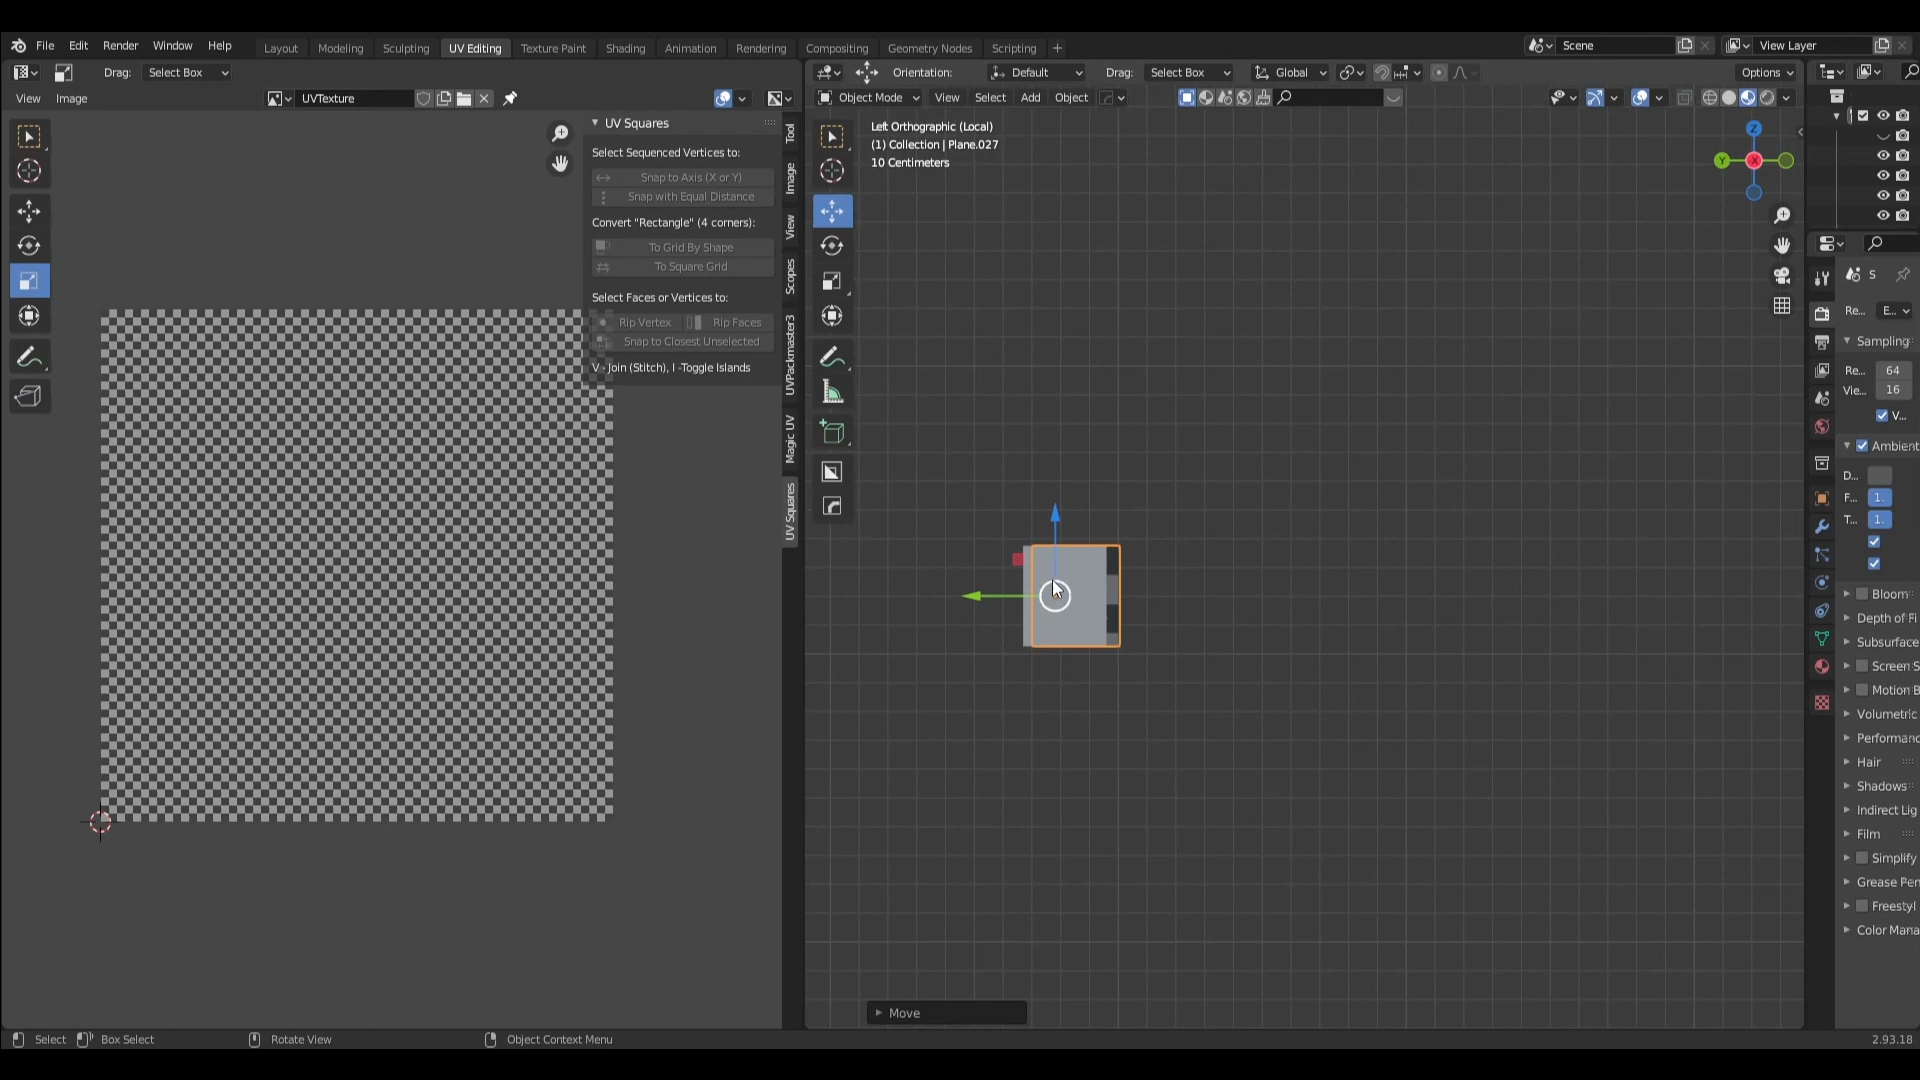 File Edit Render Window Help
Layout Modeling Sculpting UV Editing Texture Paint Shading Animation Rendering Compositing Geometry Nodes Scripting +
Scene
View Layer
Drag: Select Box
Orientation: Default Drag: Select Box Global Options
View Image
UVTexture
Object Mode View Select Add Object
UV Squares
Select Sequenced Vertices to:
Snap to Axis (X or Y)
Snap with Equal Distance
Convert "Rectangle" (4 corners):
To Grid By Shape
To Square Grid
Select Faces or Vertices to:
Rip Vertex Rip Faces
Snap to Closest Unselected
V - Join (Stitch), I -Toggle Islands
Tool
Image
View
Scopes
UVPackmaster3
Magic UV
UV Squares
Left Orthographic (Local)
(1) Collection | Plane.027
10 Centimeters
Z
Y
X
Move
S
Re... E...
Sampling
Re... 64
Vie... 16
V...
Ambient
D...
F... 1.
T... 1.
Bloom
Depth of Fi
Subsurface
Screen S
Motion B
Volumetric
Performanc
Hair
Shadows
Indirect Lig
Film
Simplify
Grease Pen
Freestyl
Color Mana
Select Box Select Rotate View Object Context Menu
2.93.18